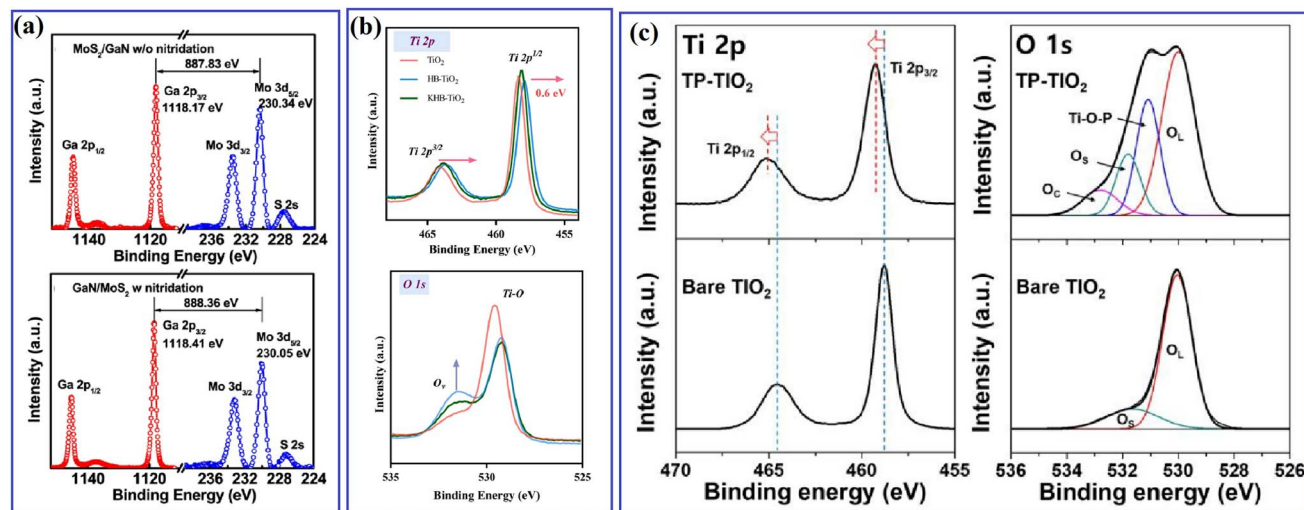 (a)
MoS₂/GaN w/o nitridation
887.83 eV
Ga 2p₃/₂
1118.17 eV
Mo 3d₅/₂
230.34 eV
Ga 2p₁/₂
Mo 3d₃/₂
S 2s
Intensity (a.u.)
1140 1120 236 232 228 224
Binding Energy (eV)
GaN/MoS₂ w nitridation
888.36 eV
Ga 2p₃/₂
1118.41 eV
Mo 3d₅/₂
230.05 eV
Ga 2p₁/₂
Mo 3d₃/₂
S 2s
Intensity (a.u.)
1140 1120 236 232 228 224
Binding Energy (eV)
(b)
Ti 2p
TiO₂
HB-TiO₂
KHB-TiO₂
Ti 2p¹/²
0.6 eV
Ti 2p³/²
Intensity (a.u.)
465 460 455
Binding Energy (eV)
O 1s
Ti-O
Oᵥ
Intensity (a.u.)
535 530 525
Binding Energy (eV)
(c)
Ti 2p
TP-TIO₂
Ti 2p₃/₂
Ti 2p₁/₂
Intensity (a.u.)
Bare TIO₂
Intensity (a.u.)
470 465 460 455
Binding energy (eV)
O 1s
TP-TIO₂
Ti-O-P
O_L
O_S
O_C
Intensity (a.u.)
Bare TIO₂
O_L
O_S
Intensity (a.u.)
536 534 532 530 528 526
Binding energy (eV)